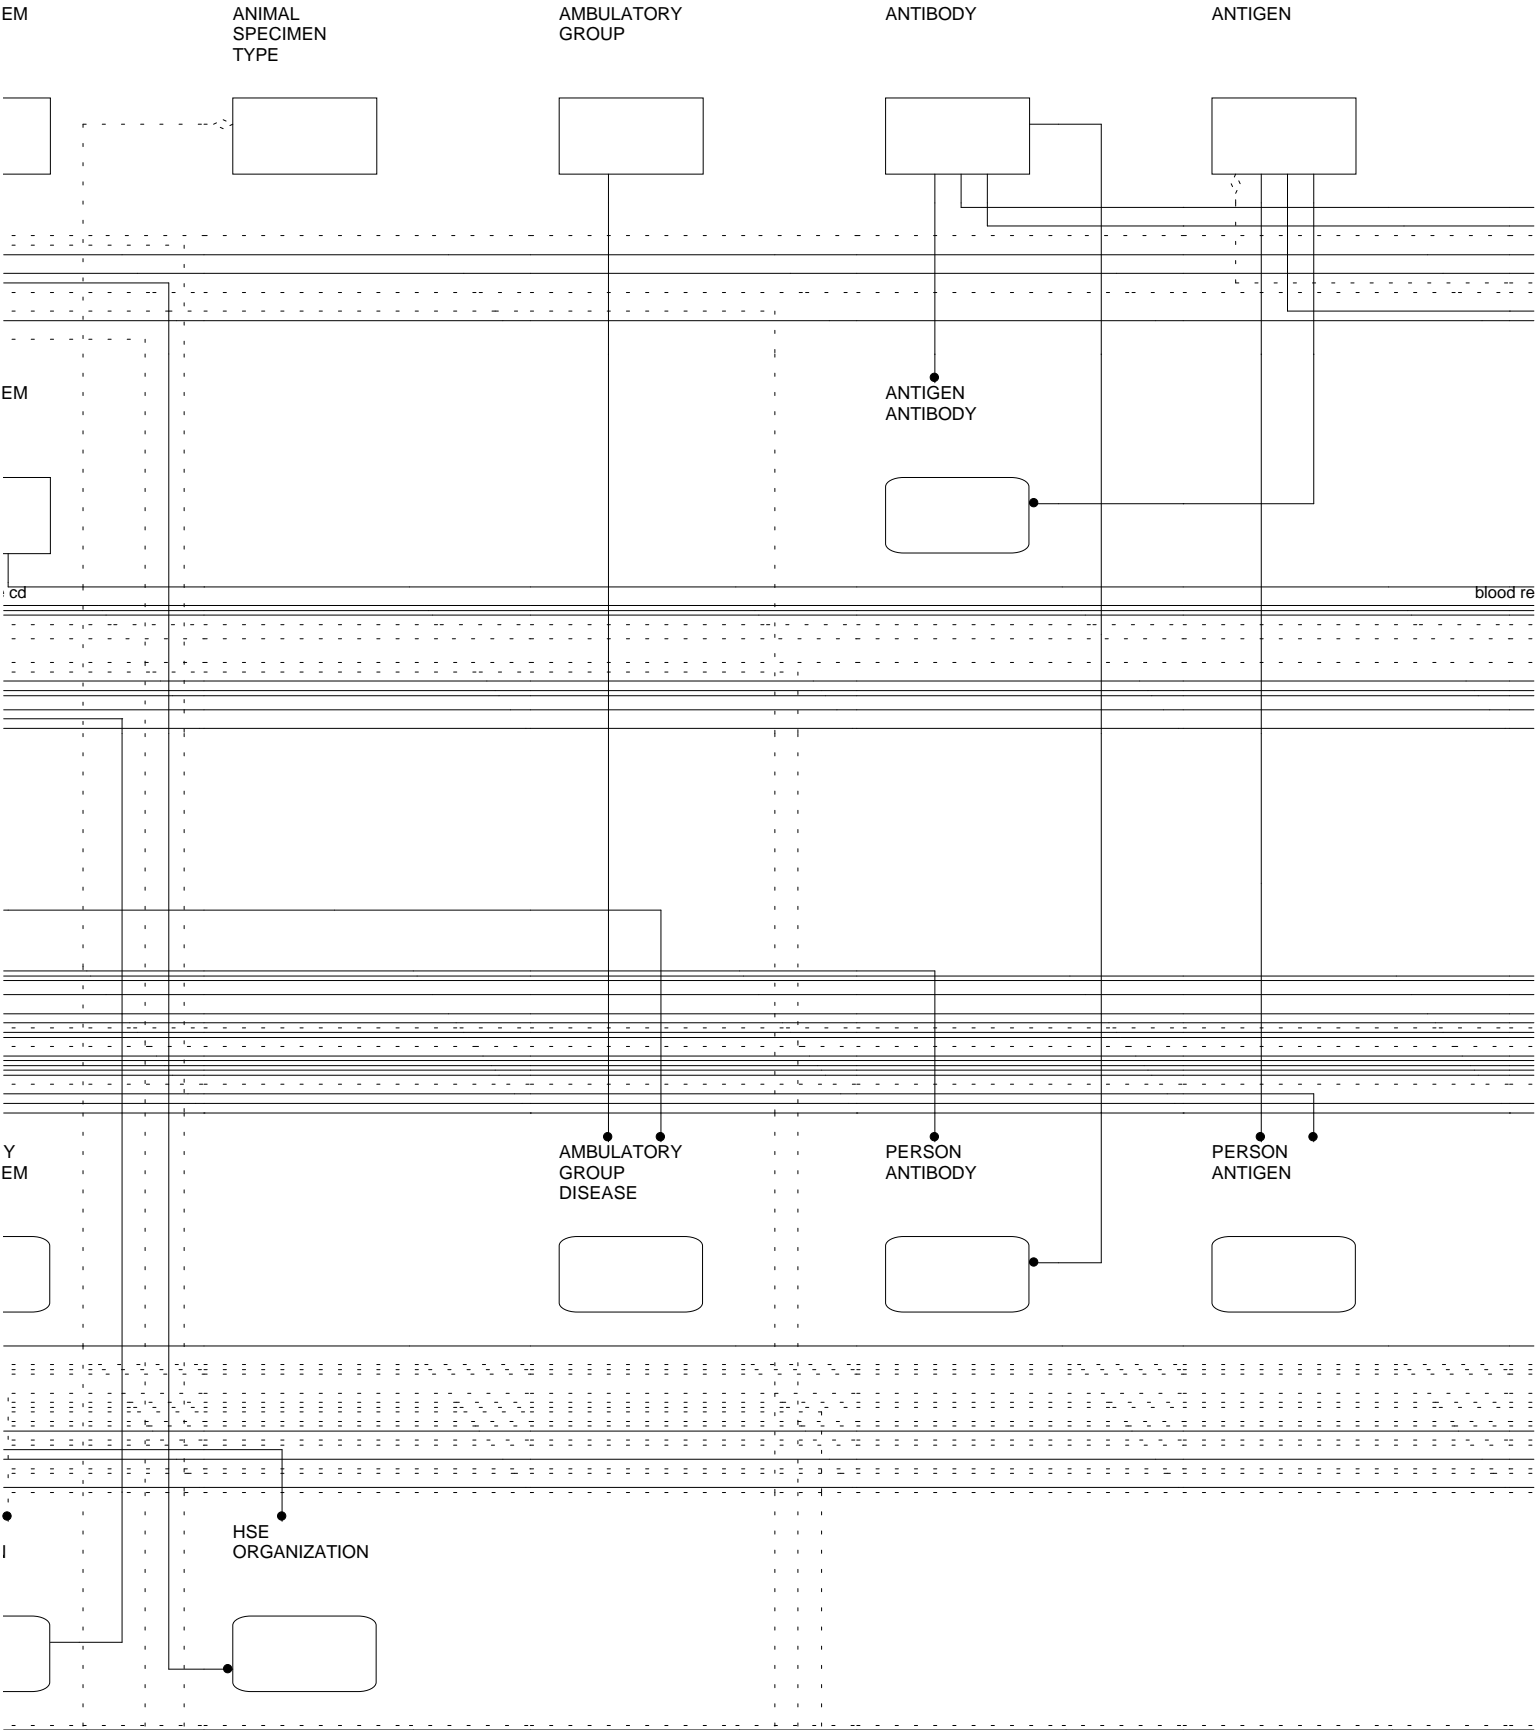 EM
ANIMAL
SPECIMEN
TYPE
AMBULATORY
GROUP
ANTIBODY
ANTIGEN
EM
ANTIGEN
ANTIBODY
cd
blood re
Y
EM
AMBULATORY
GROUP
DISEASE
PERSON
ANTIBODY
PERSON
ANTIGEN
HSE
ORGANIZATION